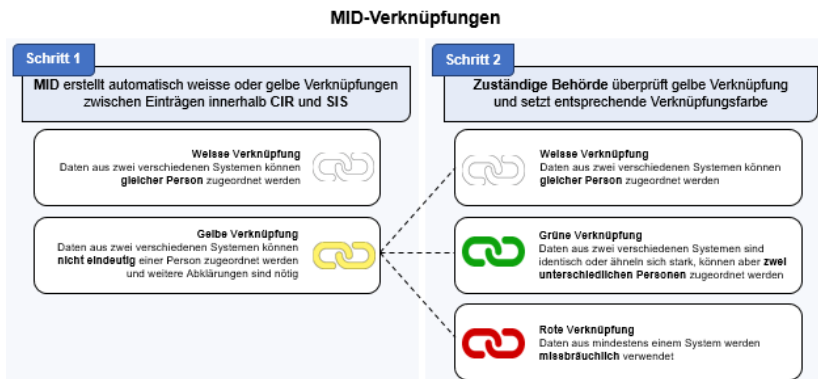 MID-Verknüpfungen
Schritt 1
MID erstellt automatisch weisse oder gelbe Verknüpfungen
zwischen Einträgen innerhalb CIR und SIS
Weisse Verknüpfung
Daten aus zwei verschiedenen Systemen können
gleicher Person zugeordnet werden
Gelbe Verknüpfung
Daten aus zwei verschiedenen Systemen können
nicht eindeutig einer Person zugeordnet werden
und weitere Abklärungen sind nötig
Schritt 2
Zuständige Behörde überprüft gelbe Verknüpfung
und setzt entsprechende Verknüpfungsfarbe
Weisse Verknüpfung
Daten aus zwei verschiedenen Systemen können
gleicher Person zugeordnet werden
Grüne Verknüpfung
Daten aus zwei verschiedenen Systemen sind
identisch oder ähneln sich stark, können aber zwei
unterschiedlichen Personen zugeordnet werden
Rote Verknüpfung
Daten aus mindestens einem System werden
missbräuchlich verwendet